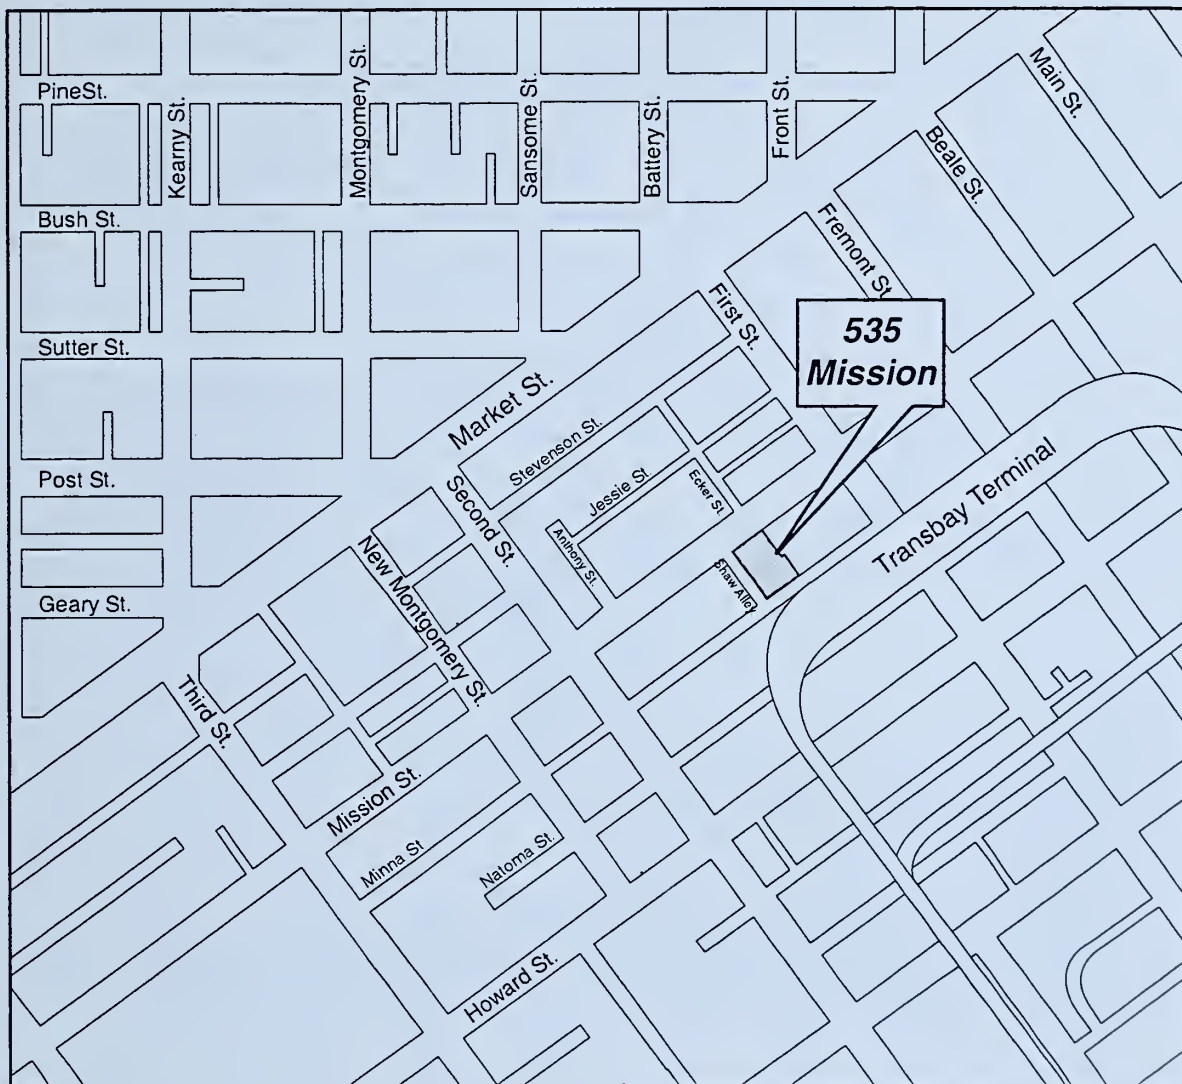 PineSt.
Kearny St.
Montgomery St.
Sansome St.
Battery St.
Front St.
Main St.
Beale St.
Bush St.
Fremont St.
First St.
535
Mission
Sutter St.
Market St.
Stevenson St.
Jessie St.
Ecker St.
Anthony St.
Shaw Alley
Transbay Terminal
Post St.
Second St.
New Montgomery St.
Geary St.
Third St.
Mission St.
Minna St
Natoma St.
Howard St.